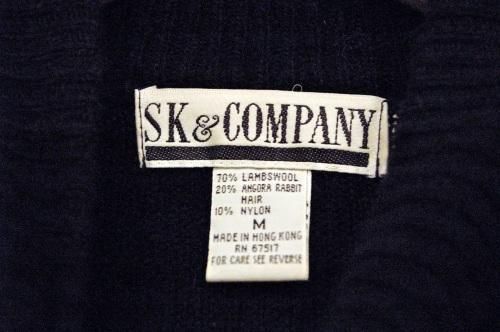 SK & COMPANY
70% LAMBSWOOL
20% ANGORA RABBIT
HAIR
10% NYLON
M
MADE IN HONG KONG
RN 67517
FOR CARE SEE REVERSE